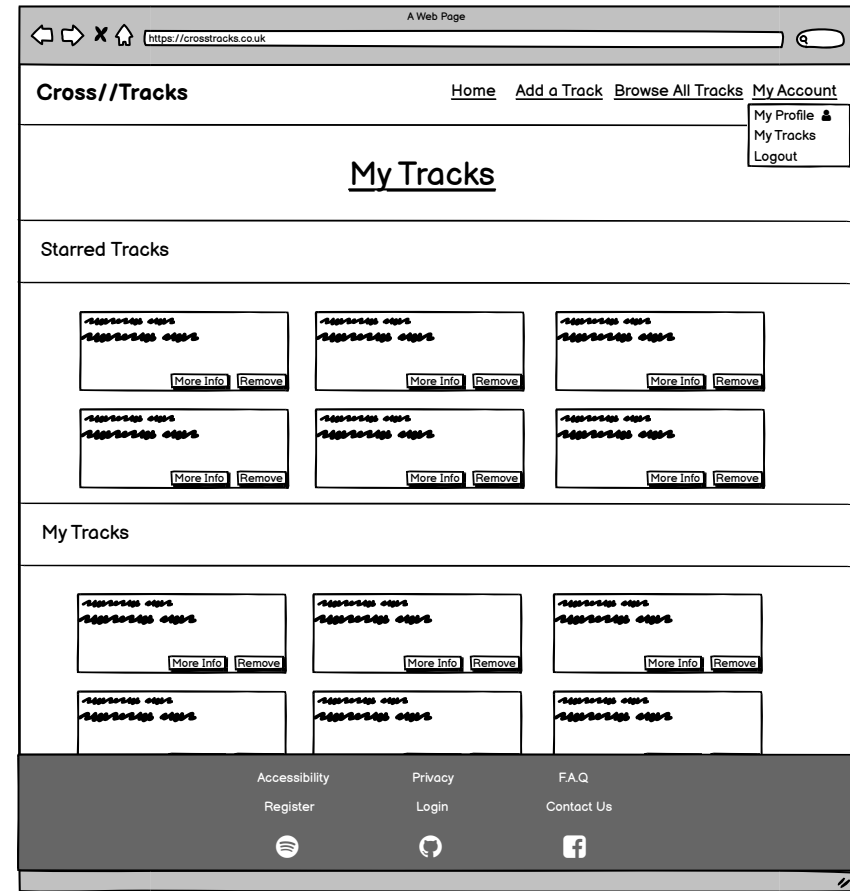 A Web Page
https://crosstracks.co.uk
Cross//Tracks
Home Add a Track Browse All Tracks My Account
My Profile
My Tracks
Logout
My Tracks
Starred Tracks
More Info Remove More Info Remove More Info Remove
More Info Remove More Info Remove More Info Remove
My Tracks
More Info Remove More Info Remove More Info Remove
Accessibility Privacy F.A.Q
Register Login Contact Us